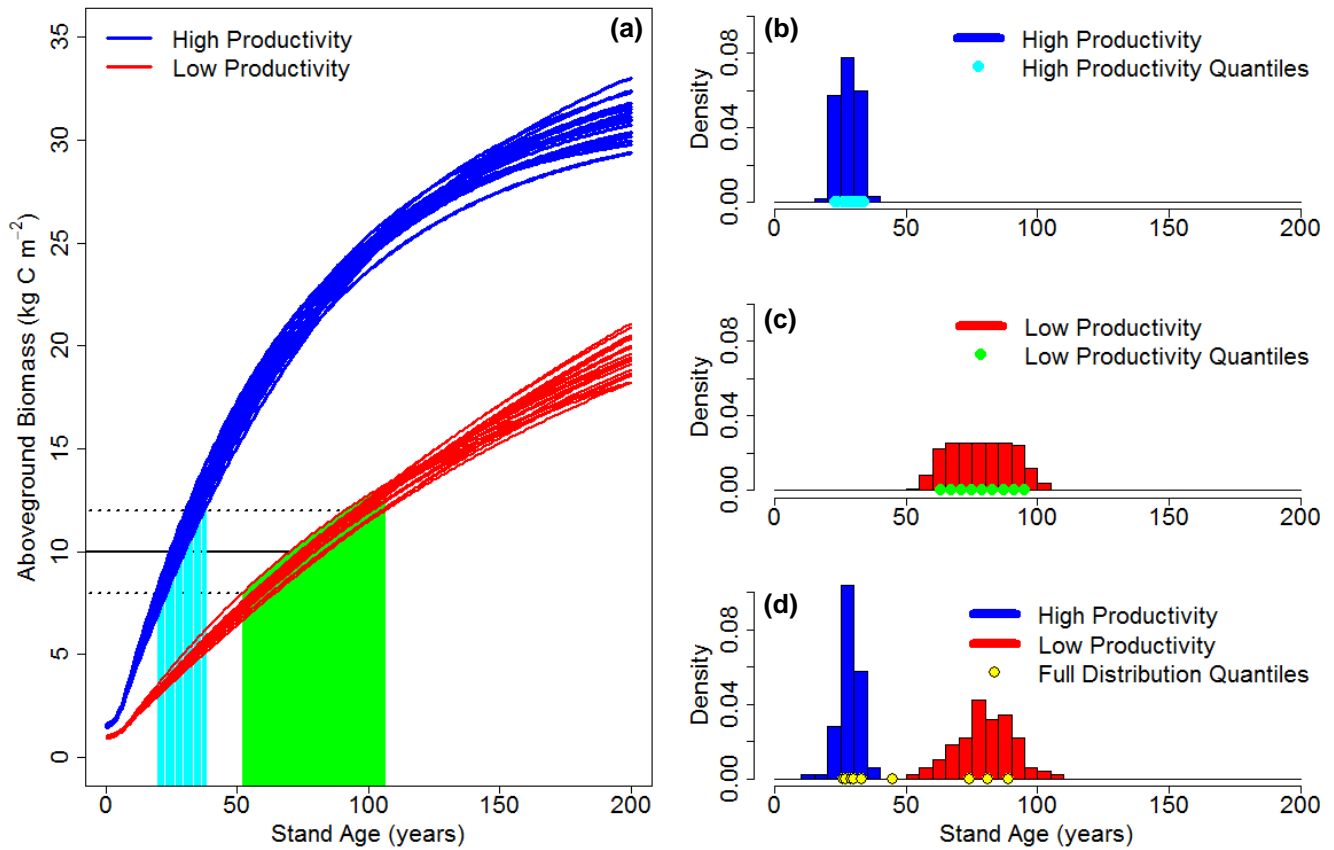 (a)
High Productivity
Low Productivity
35
30
25
20
15
10
5
0
Aboveground Biomass (kg C m−2)
0 50 100 150 200
Stand Age (years)
(b)
High Productivity
High Productivity Quantiles
Density
0.00 0.04 0.08
0 50 100 150 200
(c)
Low Productivity
Low Productivity Quantiles
Density
0.00 0.04 0.08
0 50 100 150 200
(d)
High Productivity
Low Productivity
Full Distribution Quantiles
Density
0.00 0.04 0.08
0 50 100 150 200
Stand Age (years)